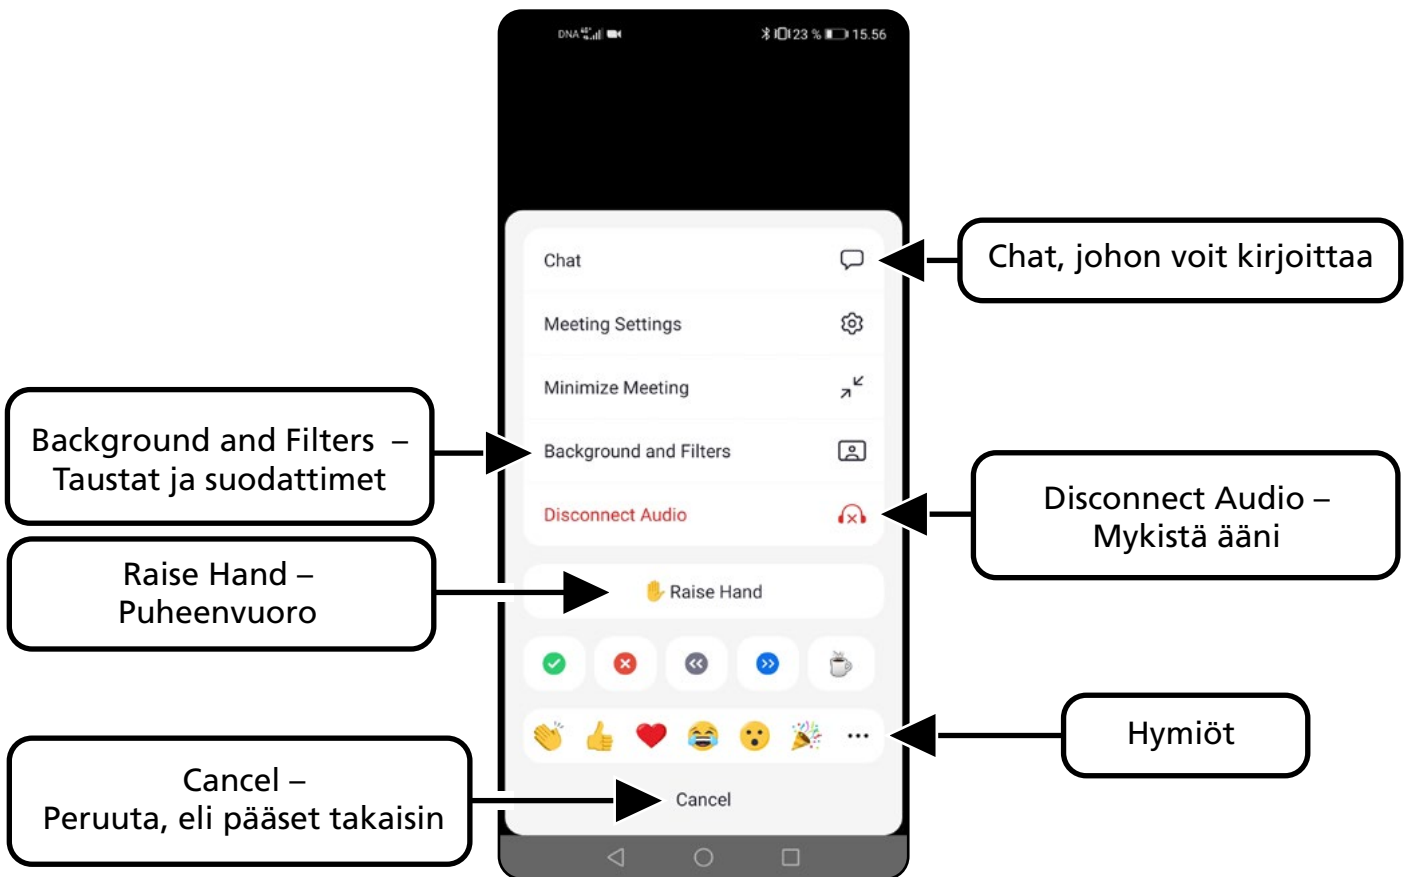 DNA 23 % 15.56
Chat
Chat, johon voit kirjoittaa
Meeting Settings
Minimize Meeting
Background and Filters –
Taustat ja suodattimet
Background and Filters
Disconnect Audio
Disconnect Audio –
Mykistä ääni
Raise Hand –
Puheenvuoro
Raise Hand
Hymiöt
Cancel –
Peruuta, eli pääset takaisin
Cancel